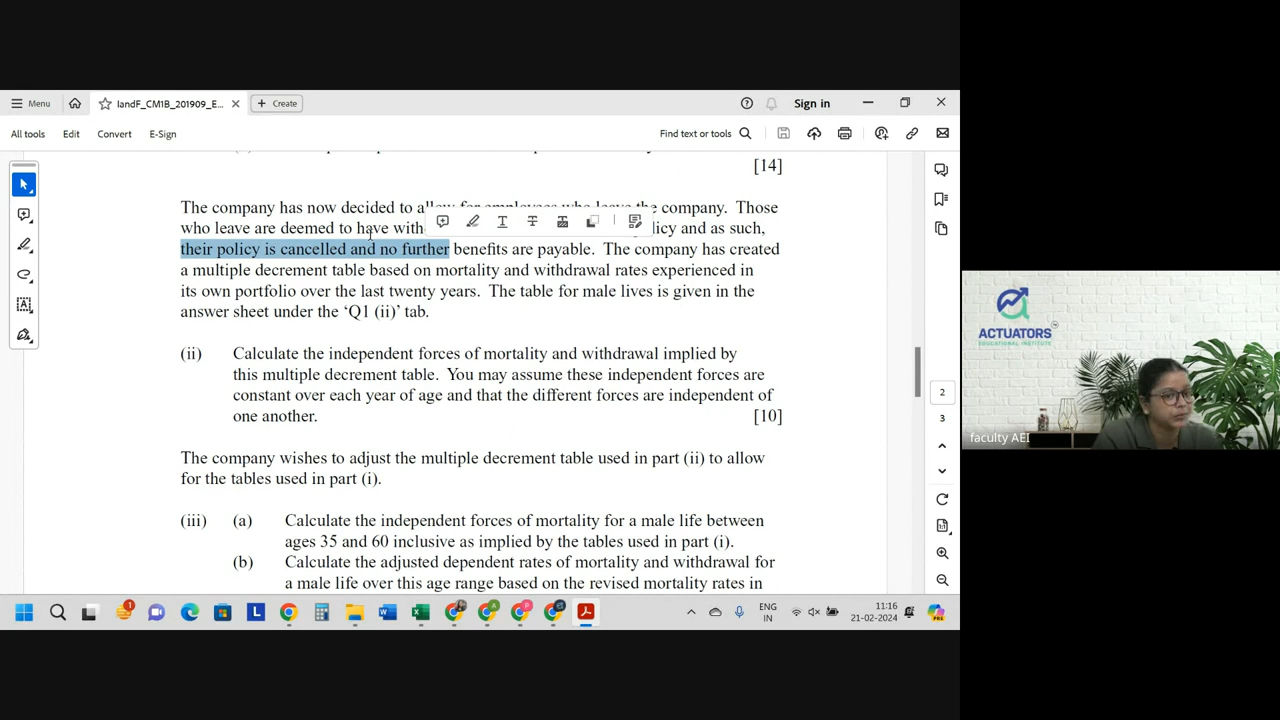 Menu
IandF_CM1B_201909_E...
Create
Sign in
All tools
Edit
Convert
E-Sign
Find text or tools
[14]
The company has now decided to allow for employees who leave the company. Those
who leave are deemed to have with licy and as such,
their policy is cancelled and no further benefits are payable. The company has created
a multiple decrement table based on mortality and withdrawal rates experienced in
its own portfolio over the last twenty years. The table for male lives is given in the
answer sheet under the ‘Q1 (ii)’ tab.
(ii) Calculate the independent forces of mortality and withdrawal implied by
this multiple decrement table. You may assume these independent forces are
constant over each year of age and that the different forces are independent of
one another. [10]
The company wishes to adjust the multiple decrement table used in part (ii) to allow
for the tables used in part (i).
(iii) (a) Calculate the independent forces of mortality for a male life between
ages 35 and 60 inclusive as implied by the tables used in part (i).
(b) Calculate the adjusted dependent rates of mortality and withdrawal for
a male life over this age range based on the revised mortality rates in
2
3
ENG
IN
11:16
21-02-2024
ACTUATORS
EDUCATIONAL INSTITUTE
faculty AEI